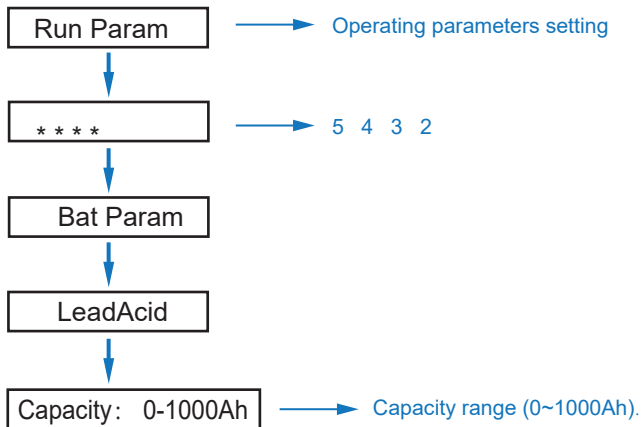 Run Param
Operating parameters setting
* * * *
5 4 3 2
Bat Param
LeadAcid
Capacity: 0-1000Ah
Capacity range (0~1000Ah).